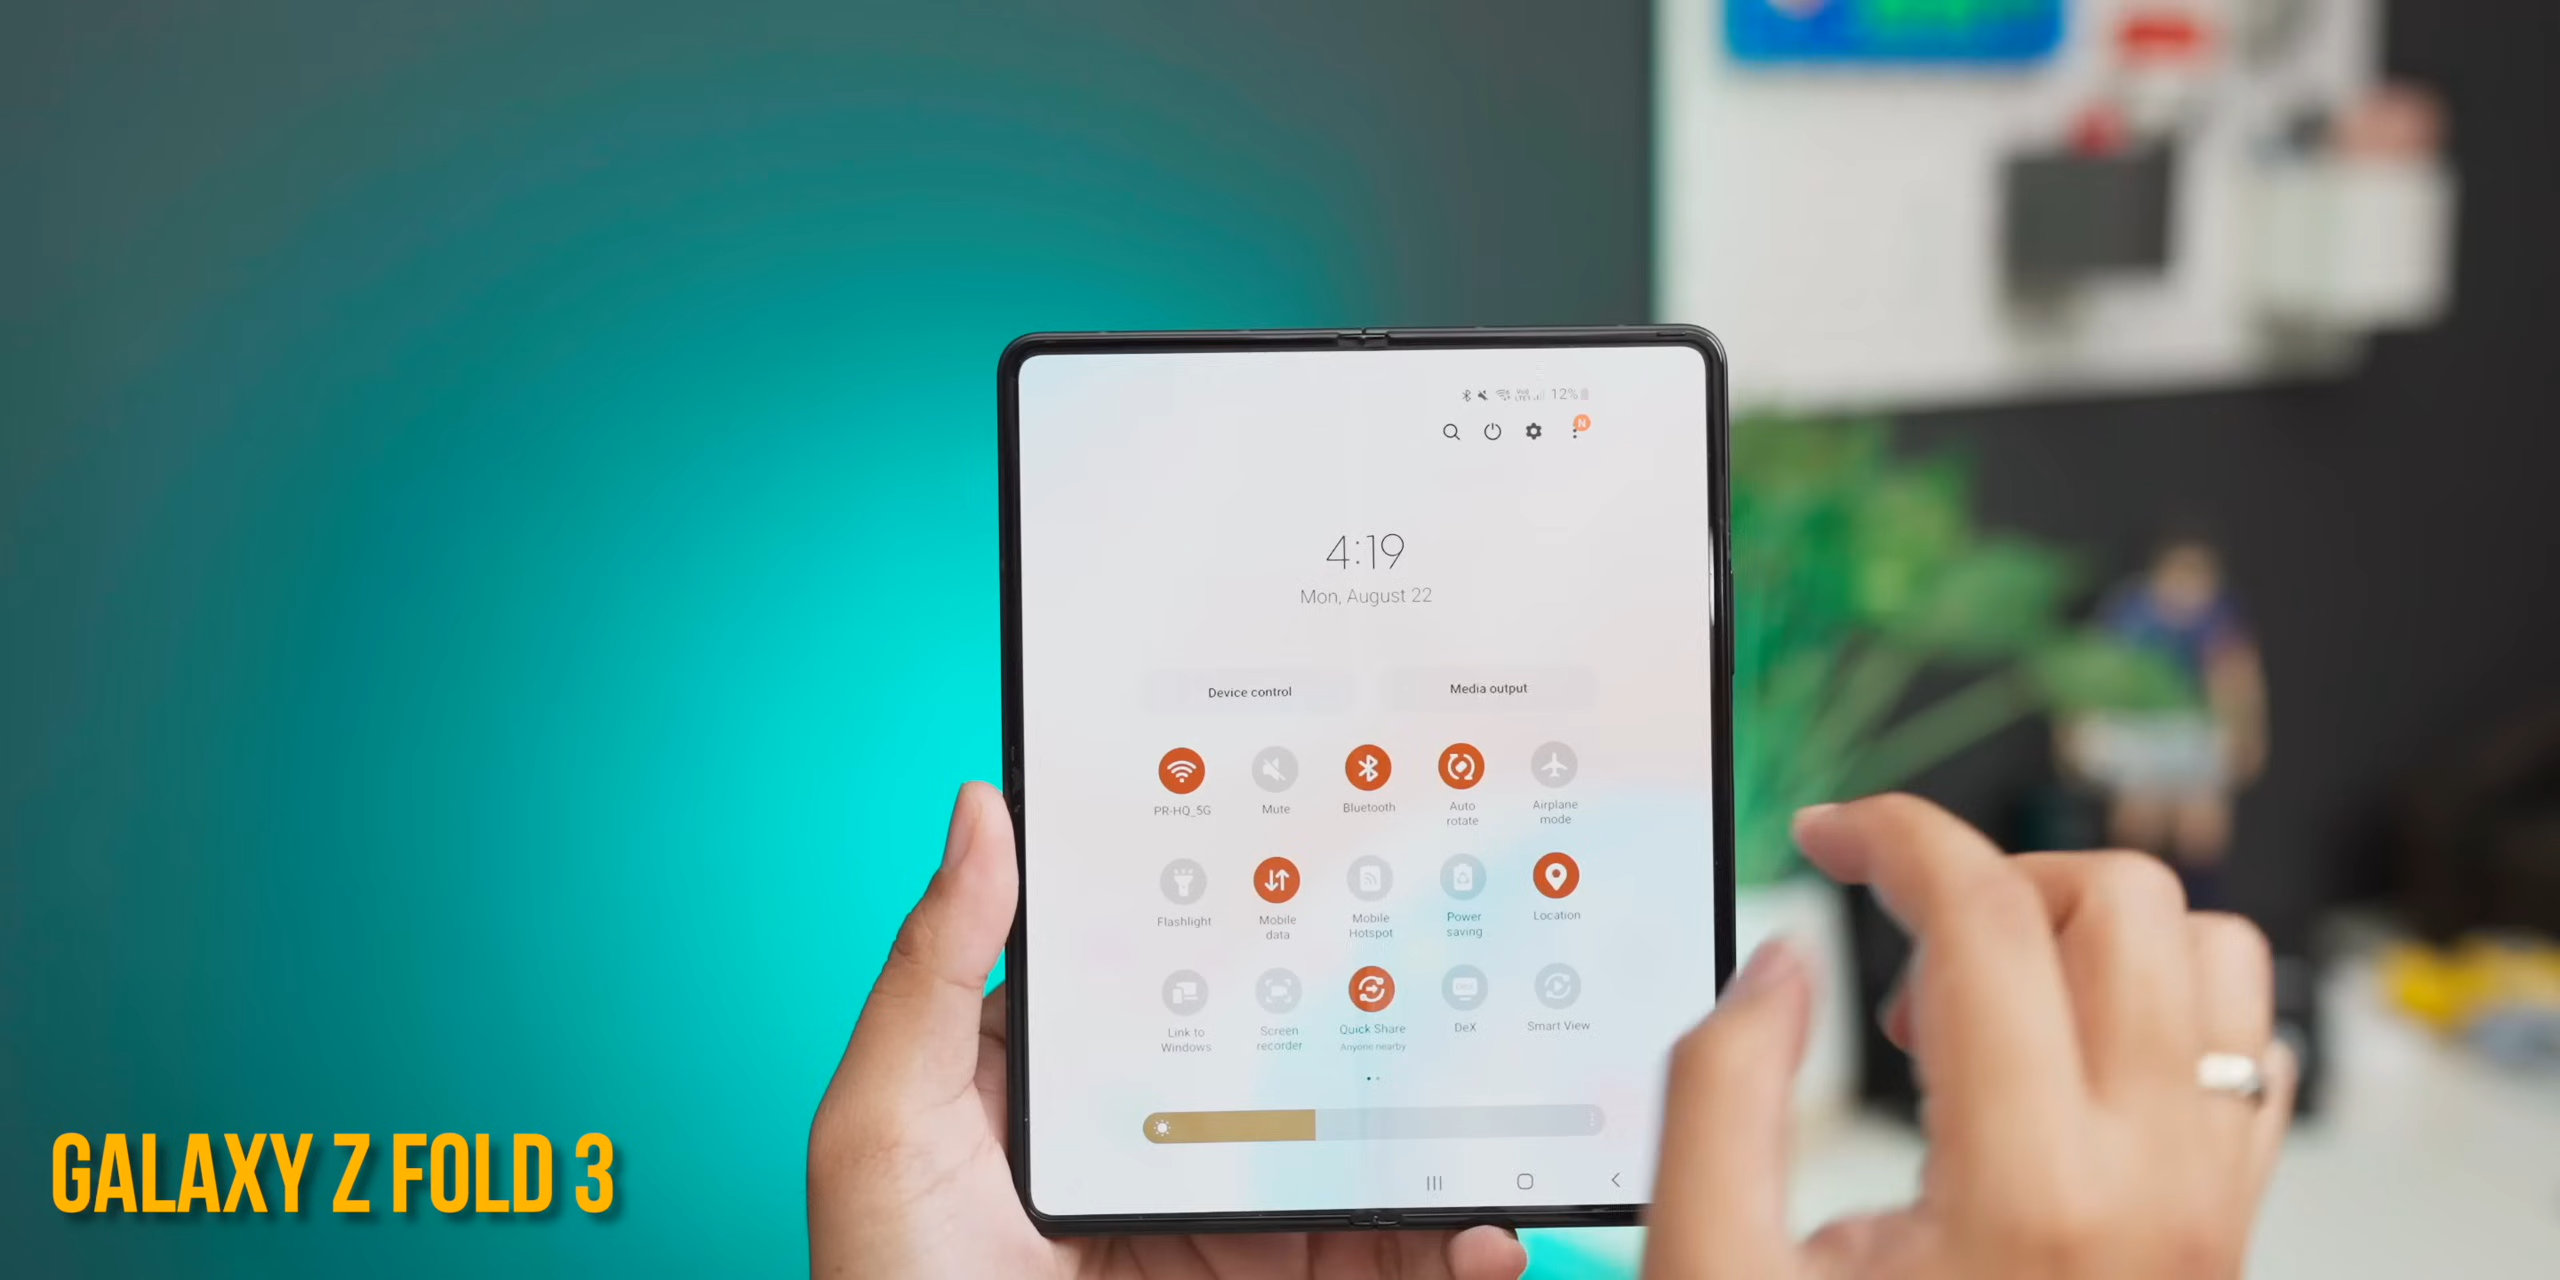 12%
N
4:19
Mon, August 22
Device control
Media output
PR-HQ_5G
Mute
Bluetooth
Auto
rotate
Airplane
mode
Flashlight
Mobile
data
Mobile
Hotspot
Power
saving
Location
Link to
Windows
Screen
recorder
Quick Share
Anyone nearby
DeX
Smart View
GALAXY Z FOLD 3